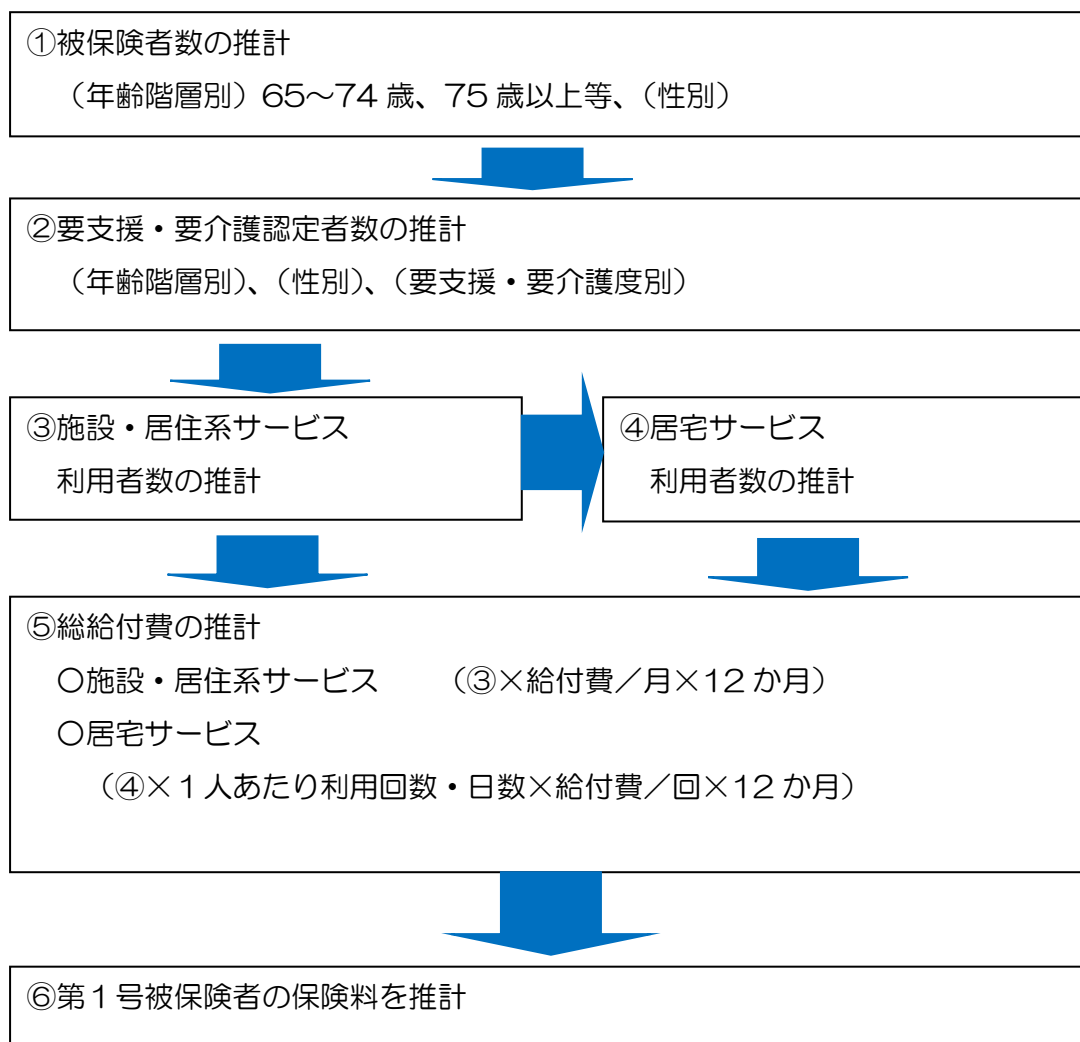 ①被保険者数の推計
（年齢階層別）65～74 歳、75 歳以上等、（性別）
②要支援・要介護認定者数の推計
（年齢階層別）、（性別）、（要支援・要介護度別）
③施設・居住系サービス
利用者数の推計
④居宅サービス
利用者数の推計
⑤総給付費の推計
〇施設・居住系サービス　　（③×給付費／月×12 か月）
〇居宅サービス
（④×１人あたり利用回数・日数×給付費／回×12 か月）
⑥第１号被保険者の保険料を推計